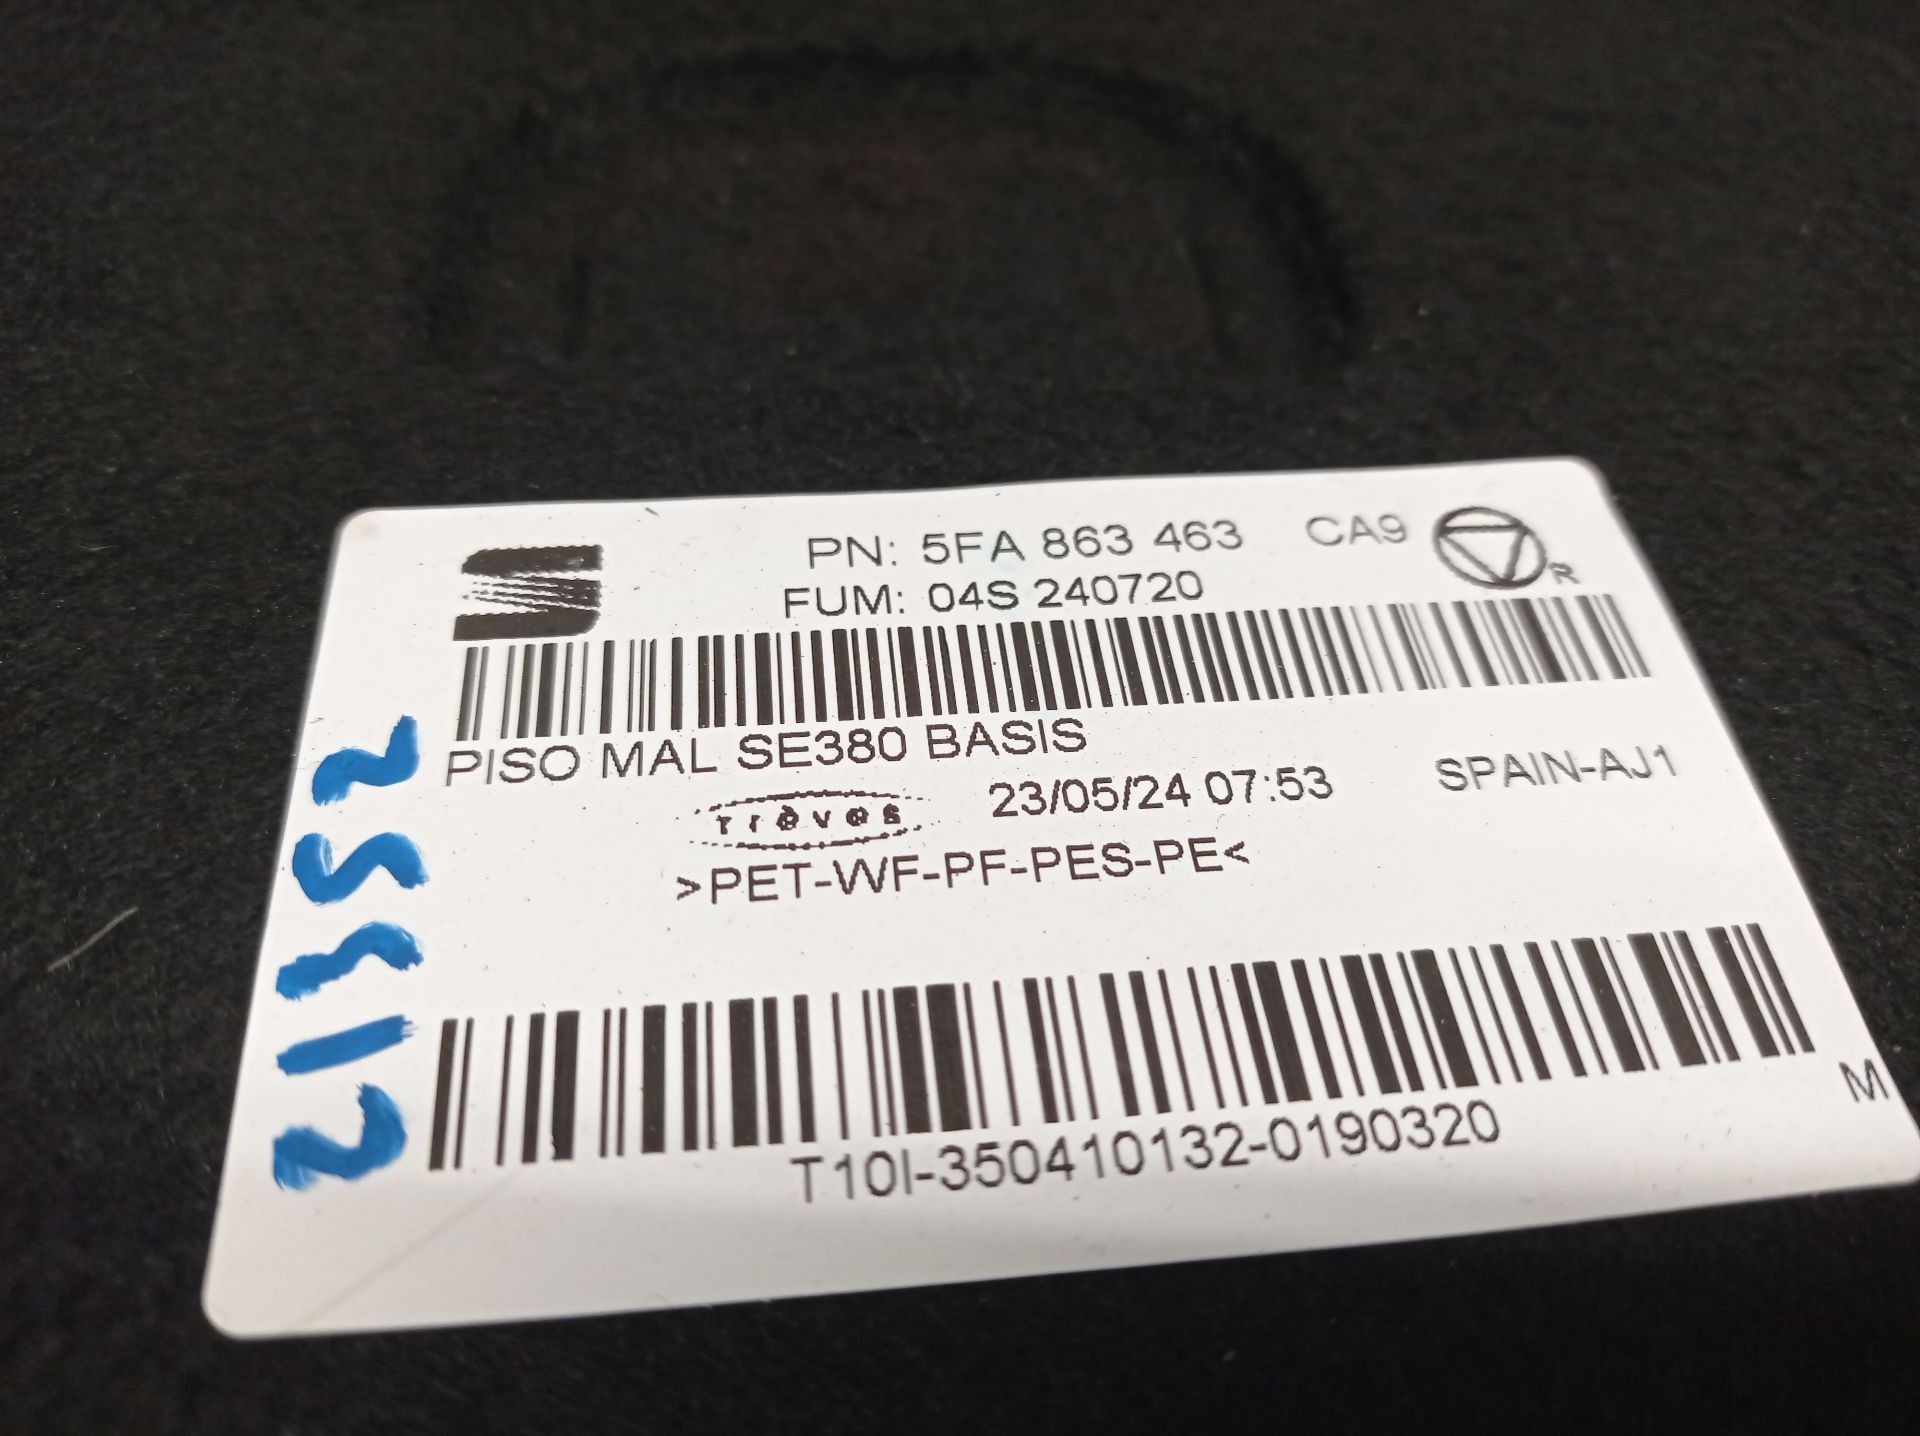 PN: 5FA 863 463 CA9
R
FUM: 04S 240720
PISO MAL SE380 BASIS
trèves 23/05/24 07:53 SPAIN-AJ1
>PET-WF-PF-PES-PE<
T10I-350410132-0190320
M